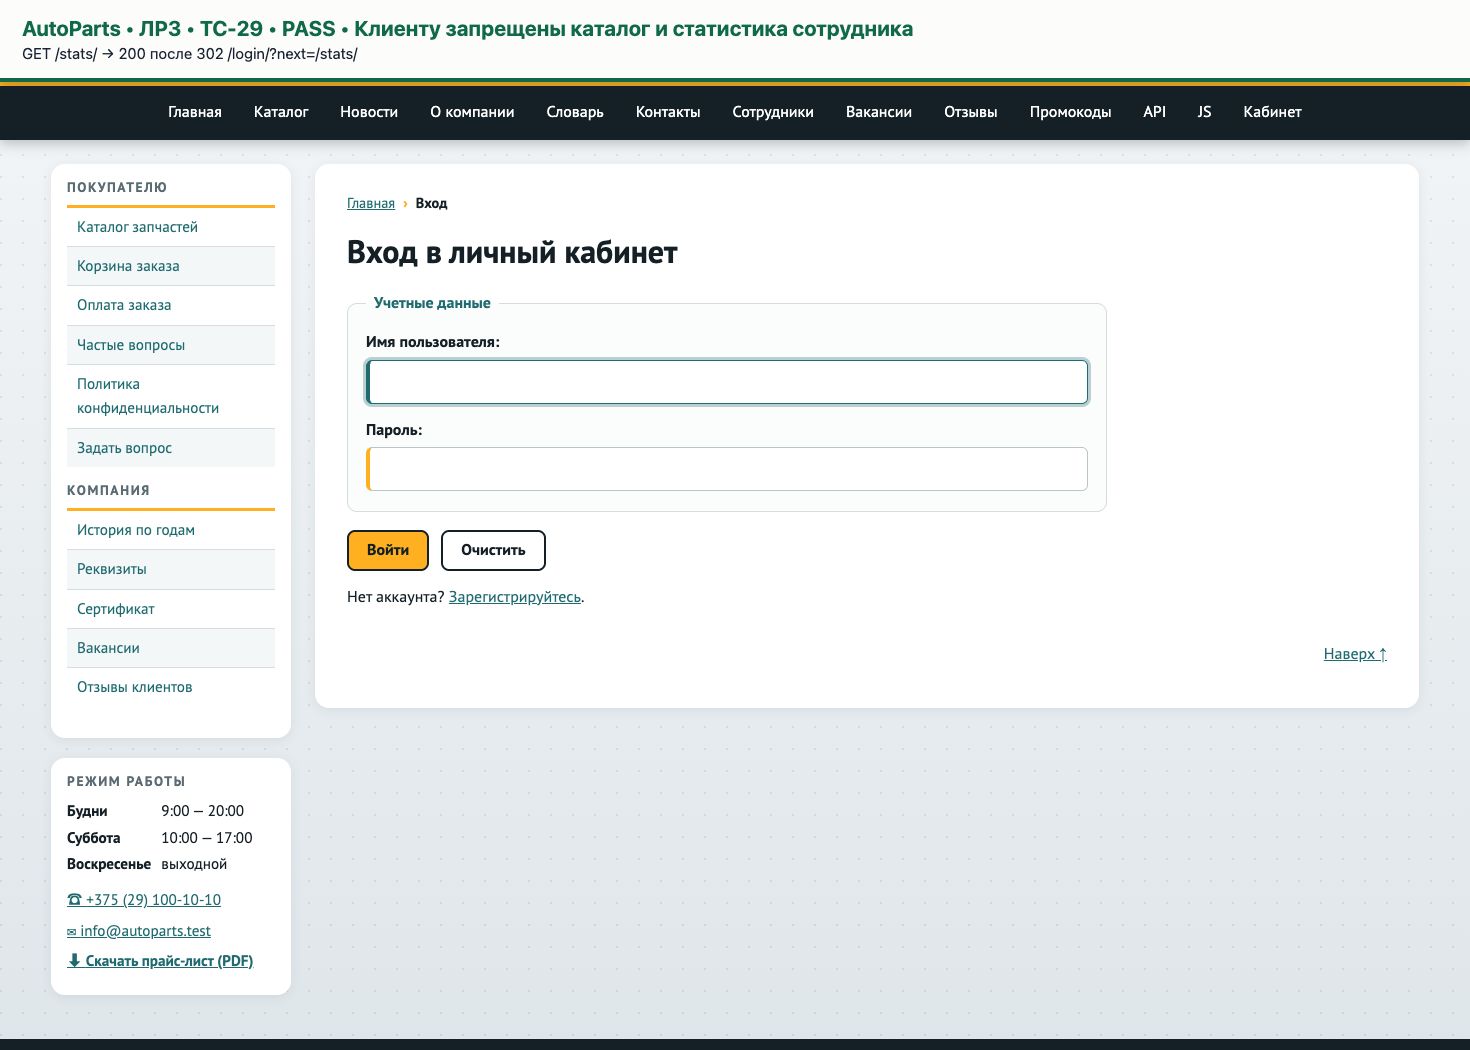 AutoParts • ЛР3 • TC-29 • PASS • Клиенту запрещены каталог и статистика сотрудника
GET /stats/ → 200 после 302 /login/?next=/stats/
Главная Каталог Новости О компании Словарь Контакты Сотрудники Вакансии Отзывы Промокоды API JS Кабинет
ПОКУПАТЕЛЮ
Каталог запчастей
Корзина заказа
Оплата заказа
Частые вопросы
Политика
конфиденциальности
Задать вопрос
КОМПАНИЯ
История по годам
Реквизиты
Сертификат
Вакансии
Отзывы клиентов
РЕЖИМ РАБОТЫ
Будни 9:00 — 20:00
Суббота 10:00 — 17:00
Воскресенье выходной
☎ +375 (29) 100-10-10
✉ info@autoparts.test
⬇ Скачать прайс-лист (PDF)
Главная › Вход
Вход в личный кабинет
Учетные данные
Имя пользователя:
Пароль:
Войти Очистить
Нет аккаунта? Зарегистрируйтесь.
Наверх ↑